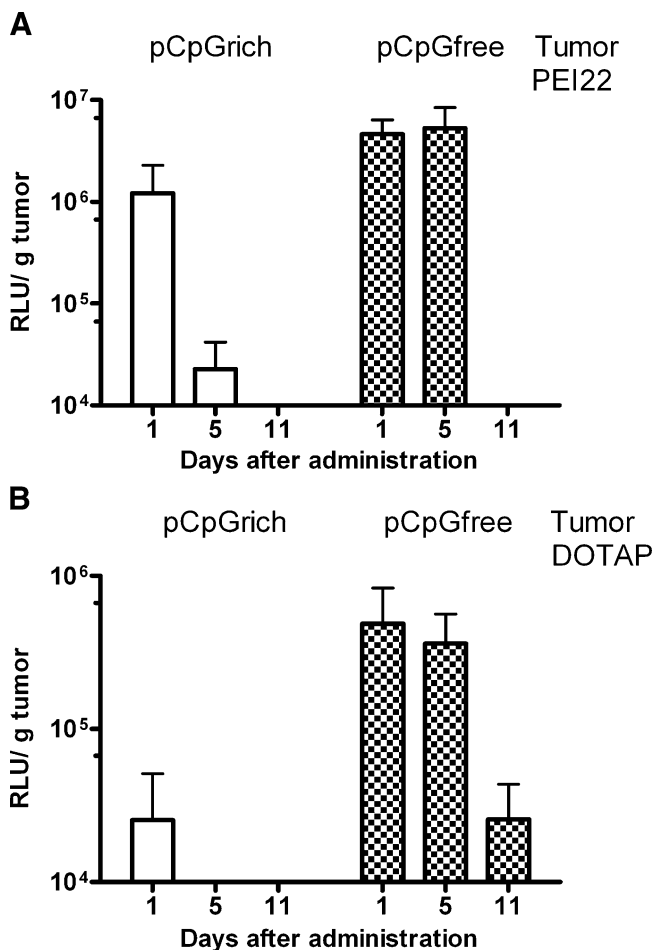 A
pCpGrich pCpGfree Tumor
PEI22
10⁷
10⁶
10⁵
10⁴
RLU/ g tumor
1 5 11 1 5 11
Days after administration
B
pCpGrich pCpGfree Tumor
DOTAP
10⁶
10⁵
10⁴
RLU/ g tumor
1 5 11 1 5 11
Days after administration